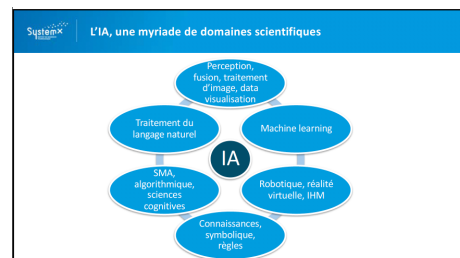 SystemX
L'IA, une myriade de domaines scientifiques
Perception,
fusion, traitement
d'image, data
visualisation
Traitement du
langage naturel
Machine learning
IA
SMA,
algorithmique,
sciences
cognitives
Robotique, réalité
virtuelle, IHM
Connaissances,
symbolique,
règles